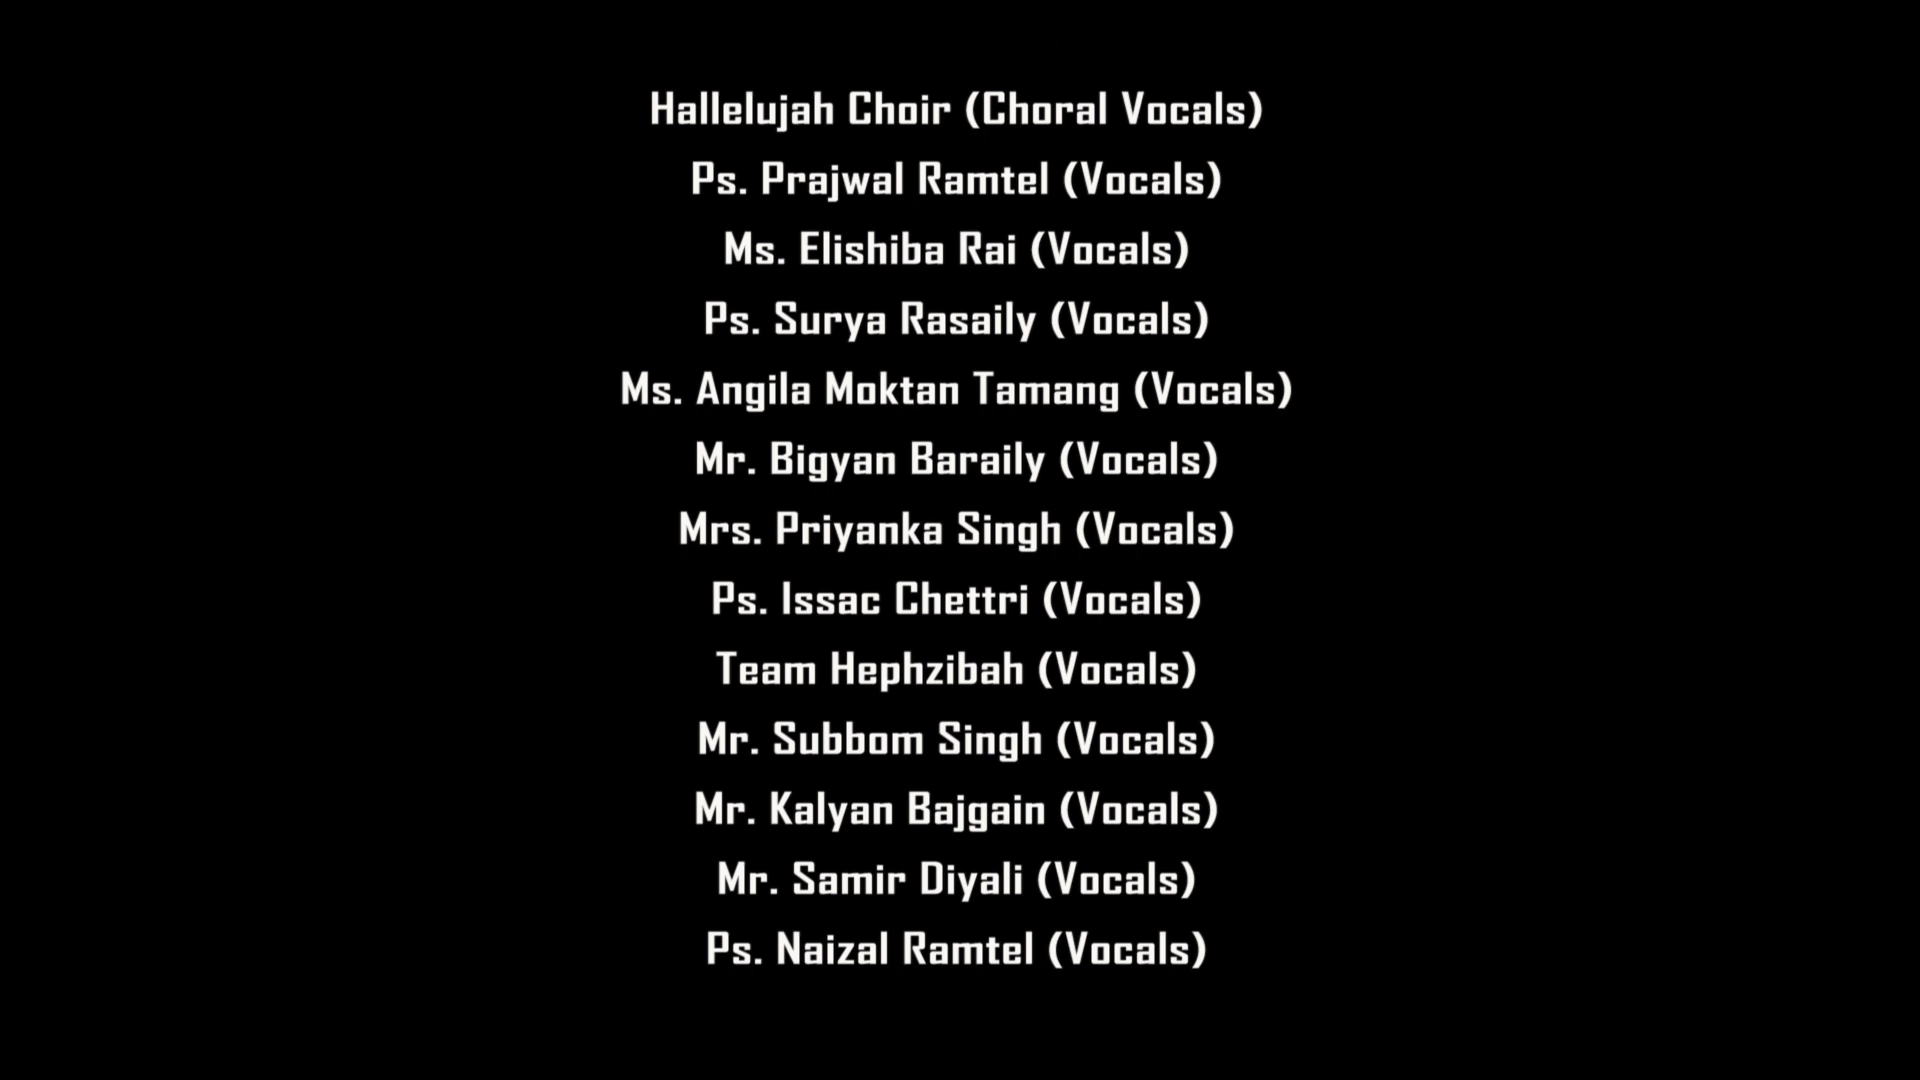 Hallelujah Choir (Choral Vocals)
Ps. Prajwal Ramtel (Vocals)
Ms. Elishiba Rai (Vocals)
Ps. Surya Rasaily (Vocals)
Ms. Angila Moktan Tamang (Vocals)
Mr. Bigyan Baraily (Vocals)
Mrs. Priyanka Singh (Vocals)
Ps. Issac Chettri (Vocals)
Team Hephzibah (Vocals)
Mr. Subbom Singh (Vocals)
Mr. Kalyan Bajgain (Vocals)
Mr. Samir Diyali (Vocals)
Ps. Naizal Ramtel (Vocals)